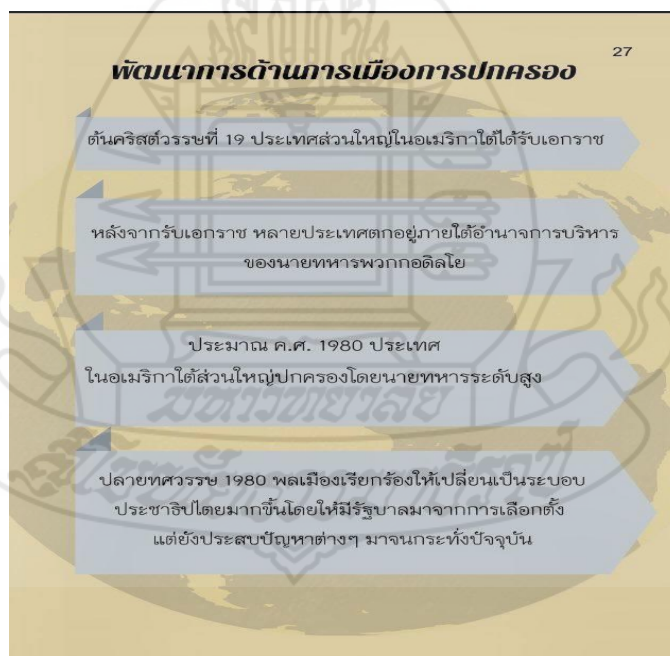 27
พัฒนาการด้านการเมืองการปกครอง
ต้นคริสต์วรรษที่ 19 ประเทศส่วนใหญ่ในอเมริกาใต้ได้รับเอกราช
หลังจากรับเอกราช หลายประเทศตกอยู่ภายใต้อำนาจการบริหาร
ของนายทหารพวกกอดิลโย
ประมาณ ค.ศ. 1980 ประเทศ
ในอเมริกาใต้ส่วนใหญ่ปกครองโดยนายทหารระดับสูง
มหาวิทยาลัย
ปลายทศวรรษ 1980 พลเมืองเรียกร้องให้เปลี่ยนเป็นระบอบ
ประชาธิปไตยมากขึ้นโดยให้มีรัฐบาลมาจากการเลือกตั้ง
แต่ยังประสบปัญหาต่างๆ มาจนกระทั่งปัจจุบัน